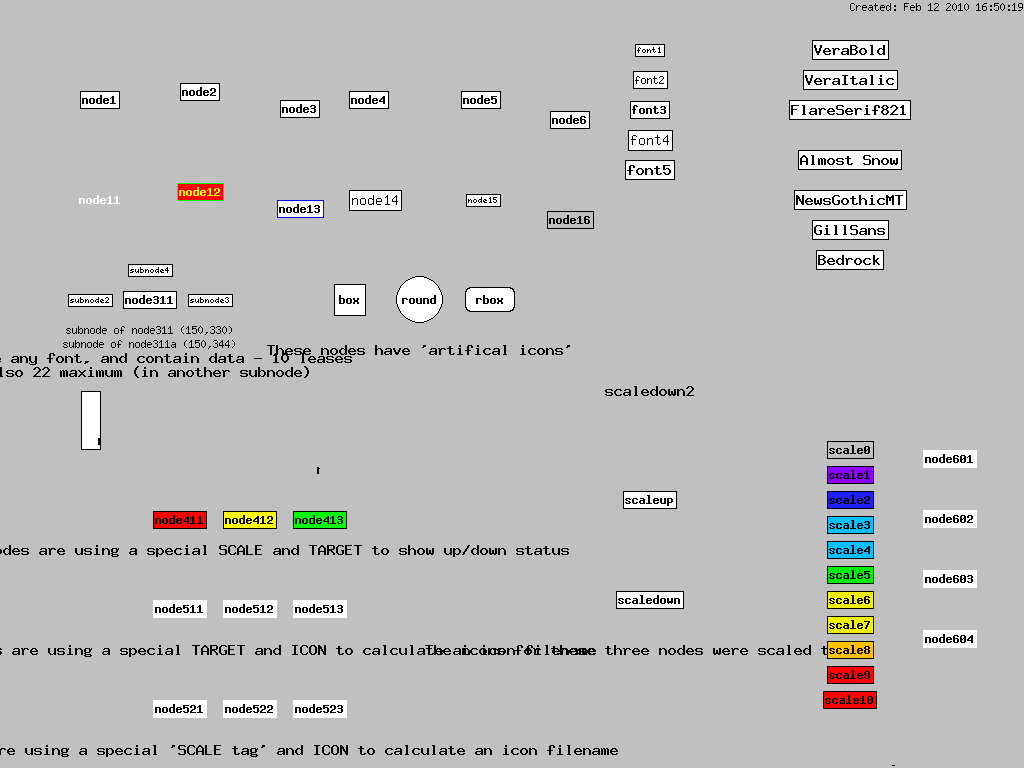 Created: Feb 12 2010 16:50:19
font1
VeraBold
node1
node2
node3
node4
node5
node6
font2
VeraItalic
font3
FlareSerif821
font4
Almost Snow
font5
node11
node12
node13
node14
node15
node16
NewsGothicMT
GillSans
Bedrock
subnode4
subnode2
node311
subnode3
box
round
rbox
subnode of node311 (150,330)
subnode of node311a (150,344)
These nodes have 'artifical icons'
any font, and contain data - 10 leases
lso 22 maximum (in another subnode)
scaledown2
scale0
node601
scale1
scaleup
scale2
node411
node412
node413
scale3
node602
odes are using a special SCALE and TARGET to show up/down status
scale4
scale5
node603
node511
node512
node513
scaledown
scale6
scale7
node604
s are using a special TARGET and ICON to calculate an icon filename
The icons for these three nodes were scaled t
scale8
scale9
scale10
node521
node522
node523
re using a special 'SCALE tag' and ICON to calculate an icon filename